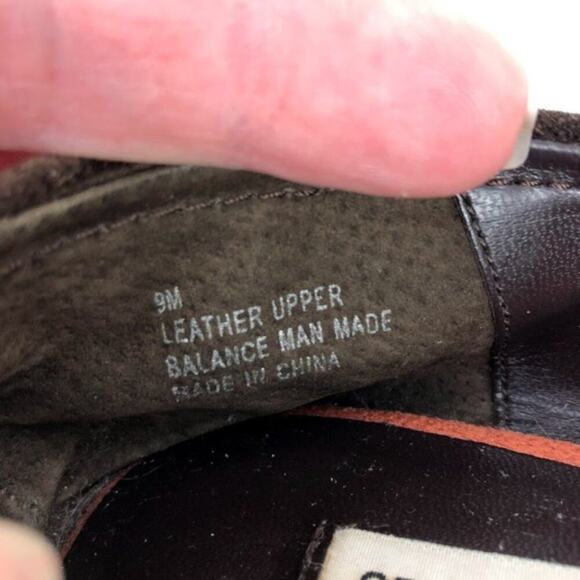 9M
LEATHER UPPER
BALANCE MAN MADE
MADE IN CHINA